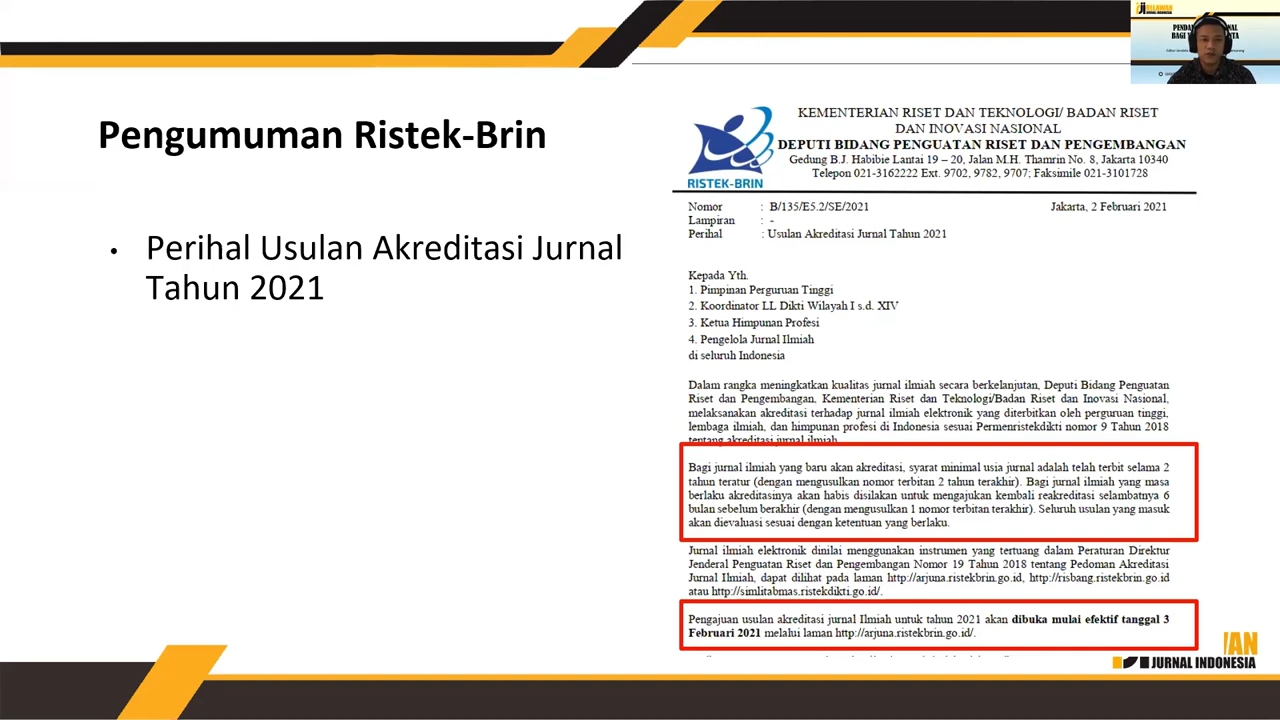 Pengumuman Ristek-Brin
• Perihal Usulan Akreditasi Jurnal
Tahun 2021
RELAWAN
JURNAL INDONESIA
RISTEK-BRIN
KEMENTERIAN RISET DAN TEKNOLOGI/ BADAN RISET
DAN INOVASI NASIONAL
DEPUTI BIDANG PENGUATAN RISET DAN PENGEMBANGAN
Gedung B.J. Habibie Lantai 19 – 20, Jalan M.H. Thamrin No. 8, Jakarta 10340
Telepon 021-3162222 Ext. 9702, 9782, 9707; Faksimile 021-3101728
Nomor : B/135/E5.2/SE/2021 Jakarta, 2 Februari 2021
Lampiran : -
Perihal : Usulan Akreditasi Jurnal Tahun 2021
Kepada Yth.
1. Pimpinan Perguruan Tinggi
2. Koordinator LL Dikti Wilayah I s.d. XIV
3. Ketua Himpunan Profesi
4. Pengelola Jurnal Ilmiah
di seluruh Indonesia
Dalam rangka meningkatkan kualitas jurnal ilmiah secara berkelanjutan, Deputi Bidang Penguatan
Riset dan Pengembangan, Kementerian Riset dan Teknologi/Badan Riset dan Inovasi Nasional,
melaksanakan akreditasi terhadap jurnal ilmiah elektronik yang diterbitkan oleh perguruan tinggi,
lembaga ilmiah, dan himpunan profesi di Indonesia sesuai Permenristekdikti nomor 9 Tahun 2018
tentang akreditasi jurnal ilmiah.
Bagi jurnal ilmiah yang baru akan akreditasi, syarat minimal usia jurnal adalah telah terbit selama 2
tahun teratur (dengan mengusulkan nomor terbitan 2 tahun terakhir). Bagi jurnal ilmiah yang masa
berlaku akreditasinya akan habis disilakan untuk mengajukan kembali reakreditasi selambatnya 6
bulan sebelum berakhir (dengan mengusulkan 1 nomor terbitan terakhir). Seluruh usulan yang masuk
akan dievaluasi sesuai dengan ketentuan yang berlaku.
Jurnal ilmiah elektronik dinilai menggunakan instrumen yang tertuang dalam Peraturan Direktur
Jenderal Penguatan Riset dan Pengembangan Nomor 19 Tahun 2018 tentang Pedoman Akreditasi
Jurnal Ilmiah, dapat dilihat pada laman http://arjuna.ristekbrin.go.id, http://risbang.ristekbrin.go.id
atau http://simlitabmas.ristekdikti.go.id/.
Pengajuan usulan akreditasi jurnal Ilmiah untuk tahun 2021 akan dibuka mulai efektif tanggal 3
Februari 2021 melalui laman http://arjuna.ristekbrin.go.id/.
JURNAL INDONESIA